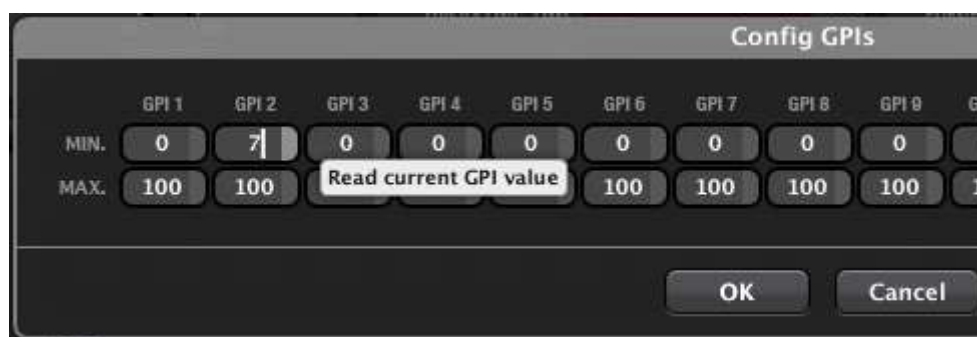 Config GPIs
GPI 1 GPI 2 GPI 3 GPI 4 GPI 5 GPI 6 GPI 7 GPI 8 GPI 9
MIN. 0 7 0 0 0 0 0 0 0
Read current GPI value
MAX. 100 100 100 100 100 100
OK Cancel